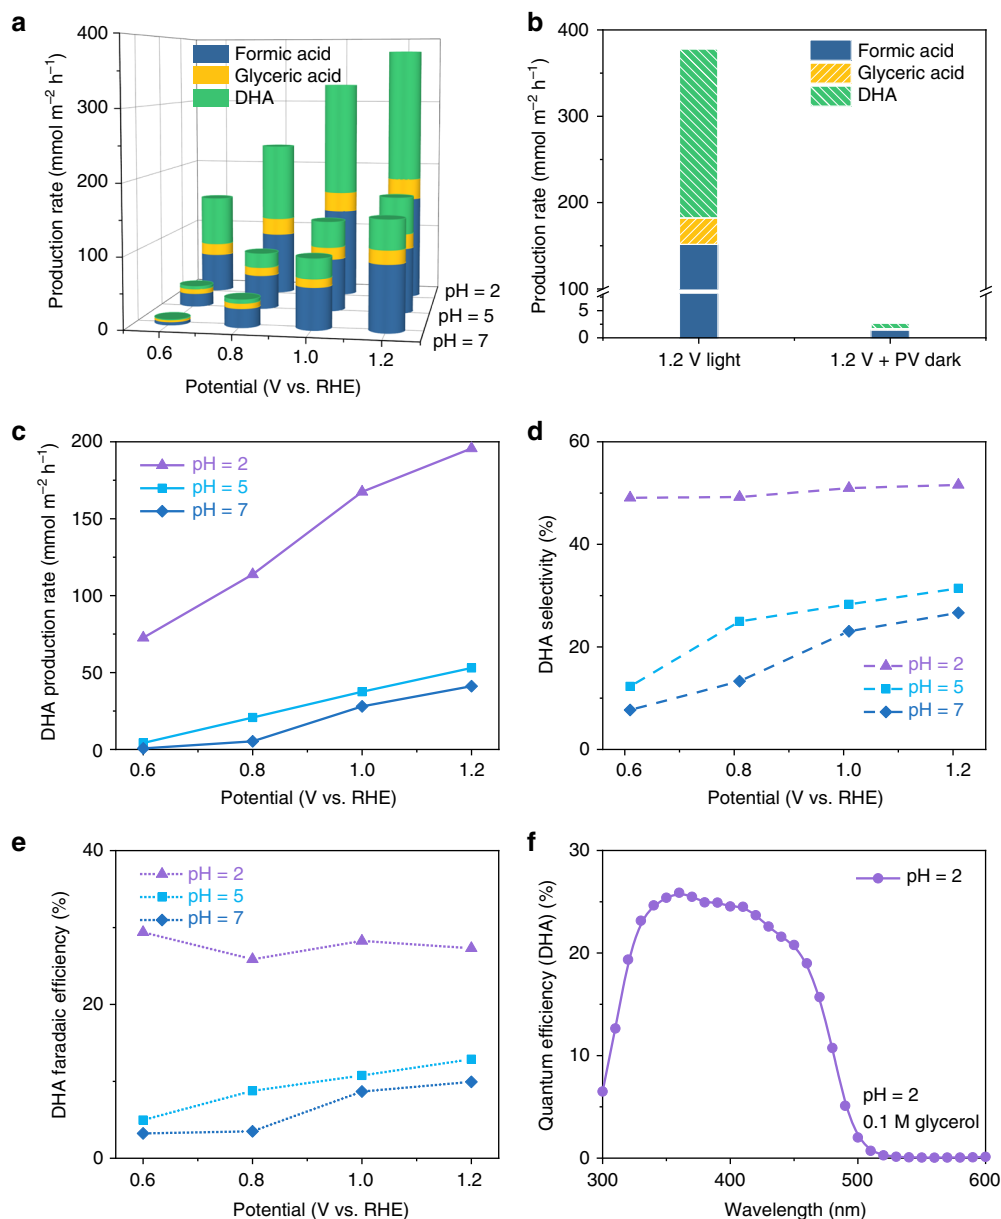 a
400
300
200
100
0
Production rate (mmol m⁻² h⁻¹)
Formic acid
Glyceric acid
DHA
pH = 2
pH = 5
pH = 7
0.6
0.8
1.0
1.2
Potential (V vs. RHE)
b
400
300
200
100
5
0
Production rate (mmol m⁻² h⁻¹)
Formic acid
Glyceric acid
DHA
1.2 V light
1.2 V + PV dark
c
200
150
100
50
0
DHA production rate (mmol m⁻² h⁻¹)
pH = 2
pH = 5
pH = 7
0.6
0.8
1.0
1.2
Potential (V vs. RHE)
d
60
40
20
0
DHA selectivity (%)
pH = 2
pH = 5
pH = 7
0.6
0.8
1.0
1.2
Potential (V vs. RHE)
e
40
20
0
DHA faradaic efficiency (%)
pH = 2
pH = 5
pH = 7
0.6
0.8
1.0
1.2
Potential (V vs. RHE)
f
30
20
10
0
Quantum efficiency (DHA) (%)
pH = 2
pH = 2
0.1 M glycerol
300
400
500
600
Wavelength (nm)